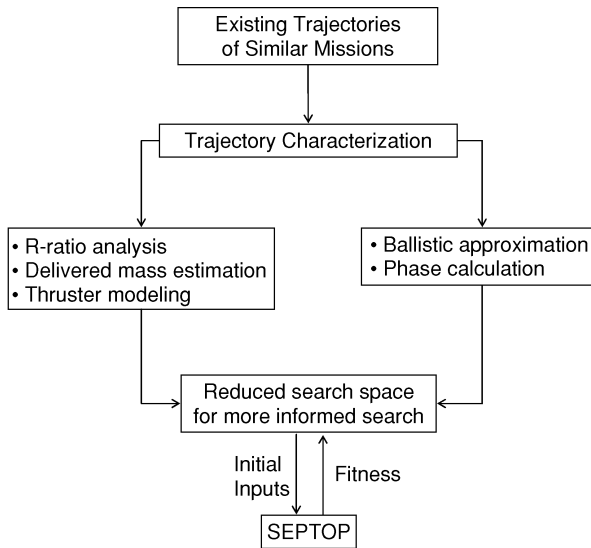 Existing Trajectories
of Similar Missions
Trajectory Characterization
• R-ratio analysis
• Delivered mass estimation
• Thruster modeling
• Ballistic approximation
• Phase calculation
Reduced search space
for more informed search
Initial
Inputs
Fitness
SEPTOP